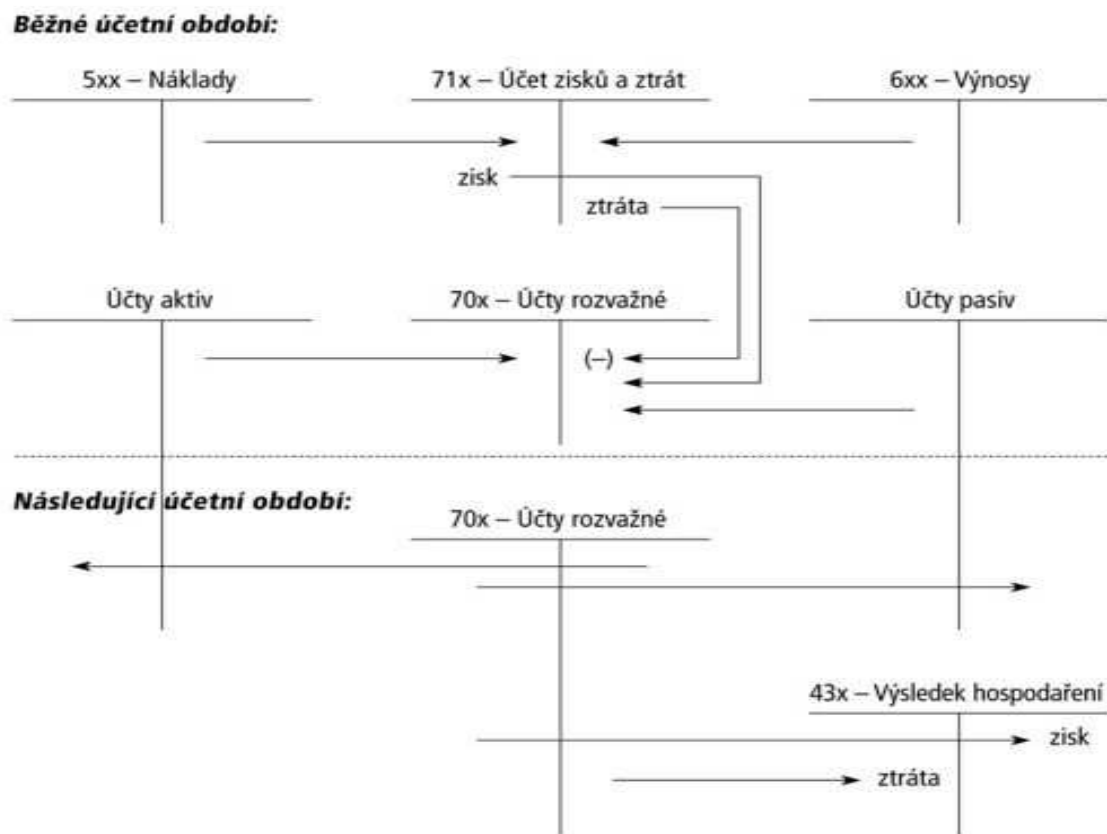 Běžné účetní období:
5xx – Náklady
71x – Účet zisků a ztrát
6xx – Výnosy
zisk
ztráta
Účty aktiv
70x – Účty rozvažné
Účty pasiv
(–)
Následující účetní období:
70x – Účty rozvažné
43x – Výsledek hospodaření
zisk
ztráta